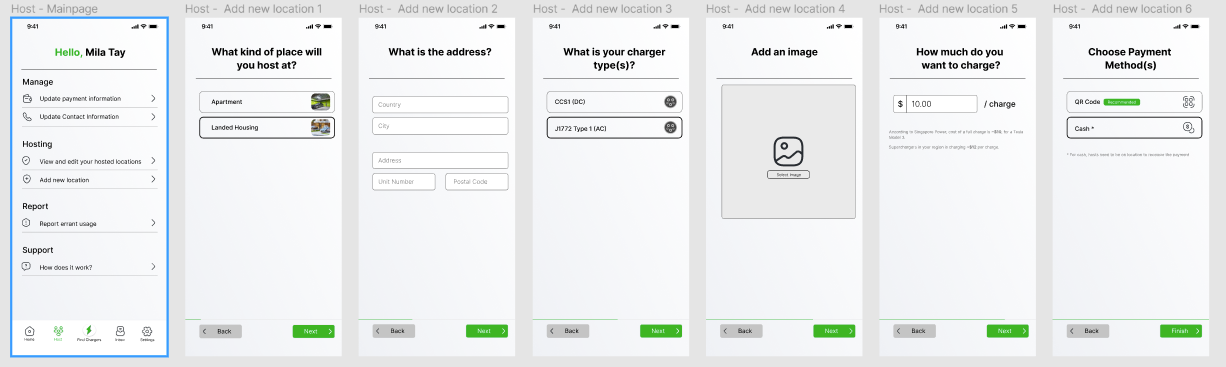 Host - Mainpage
9:41
Hello, Mila Tay
Manage
Update payment information
Update Contact Information
Hosting
View and edit your hosted locations
Add new location
Report
Report errant usage
Support
How does it work?
Home
Host
Find Chargers
Inbox
Settings
Host - Add new location 1
9:41
What kind of place will
you host at?
Apartment
Landed Housing
Back
Next
Host - Add new location 2
9:41
What is the address?
Country
City
Address
Unit Number
Postal Code
Back
Next
Host - Add new location 3
9:41
What is your charger
type(s)?
CCS1 (DC)
J1772 Type 1 (AC)
Back
Next
Host - Add new location 4
9:41
Add an image
Select Image
Back
Next
Host - Add new location 5
9:41
How much do you
want to charge?
$ 10.00 / charge
According to Singapore Power, cost of a full charge is
for a Tesla
Model
Superchargers in your region is charging ~$12 per charge.
Back
Next
Host - Add new location 6
9:41
Choose Payment
Method(s)
QR Code Recommended
Cash *
* For cash, hosts need to be on location to receive the payment
Back
Finish